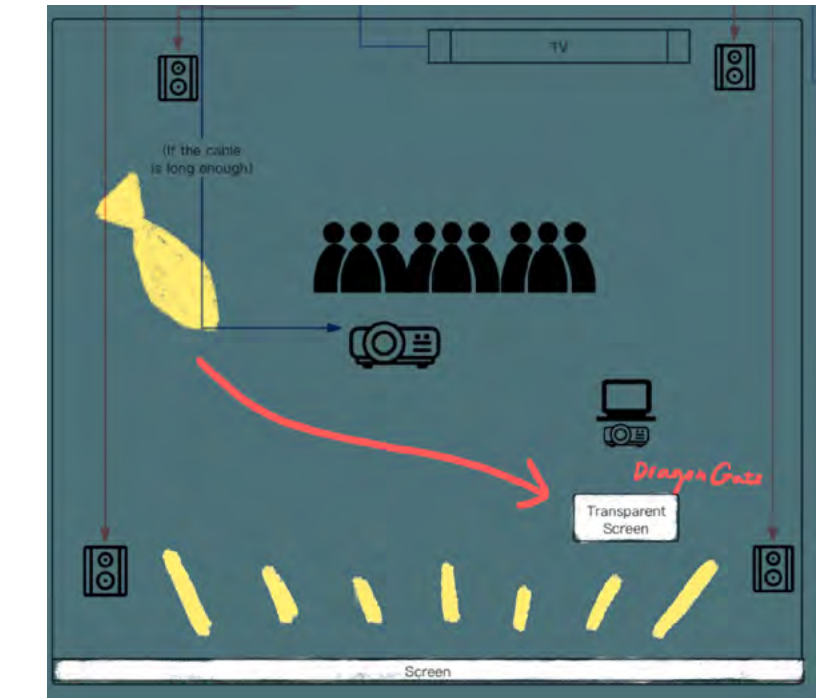 TV
(If the cable
is long enough)
Dragon Gate
Transparent
Screen
Screen